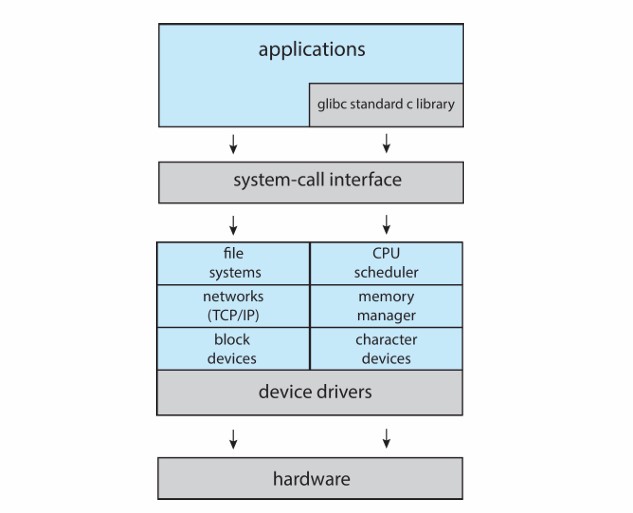 applications
glibc standard c library
system-call interface
file
systems
CPU
scheduler
networks
(TCP/IP)
memory
manager
block
devices
character
devices
device drivers
hardware